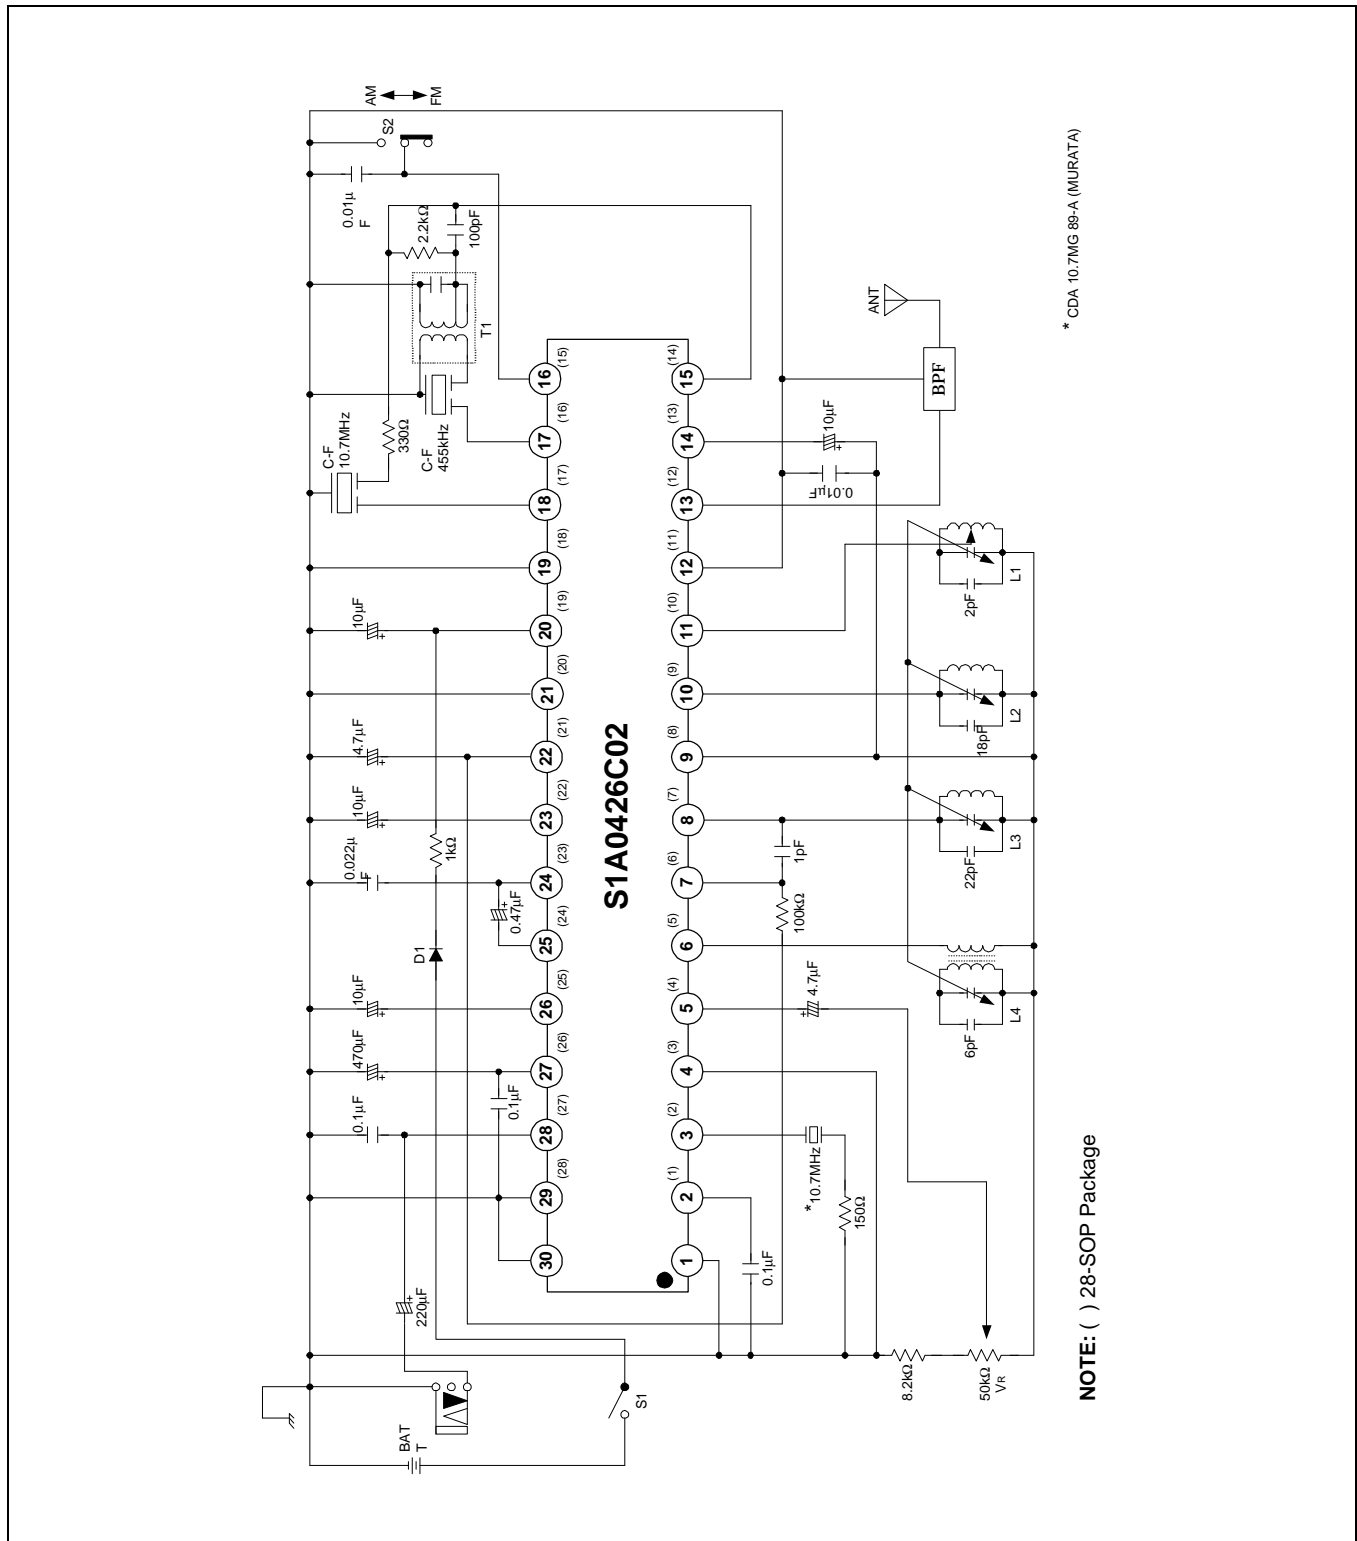 AM
FM
S2
0.01μ
F
2.2kΩ
100pF
T1
C-F
10.7MHz
330Ω
C-F
455kHz
10μF
4.7μF
10μF
0.022μ
F
1kΩ
0.47μF
D1
10μF
470μF
0.1μF
0.1μF
220μF
BAT
T
S1
30
29
(28)
28
(27)
27
(26)
26
(25)
25
(24)
24
(23)
23
(22)
22
(21)
21
(20)
20
(19)
19
(18)
18
(17)
17
(16)
16
(15)
S1A0426C02
1
2
(1)
3
(2)
4
(3)
5
(4)
6
(5)
7
(6)
8
(7)
9
(8)
10
(9)
11
(10)
12
(11)
13
(12)
14
(13)
15
(14)
0.1μF
*10.7MHz
150Ω
4.7μF
100kΩ
1pF
0.01μF
10μF
ANT
BPF
8.2kΩ
50kΩ
VR
6pF
L4
22pF
L3
18pF
L2
2pF
L1
* CDA 10.7MG 89-A (MURATA)
NOTE: ( ) 28-SOP Package